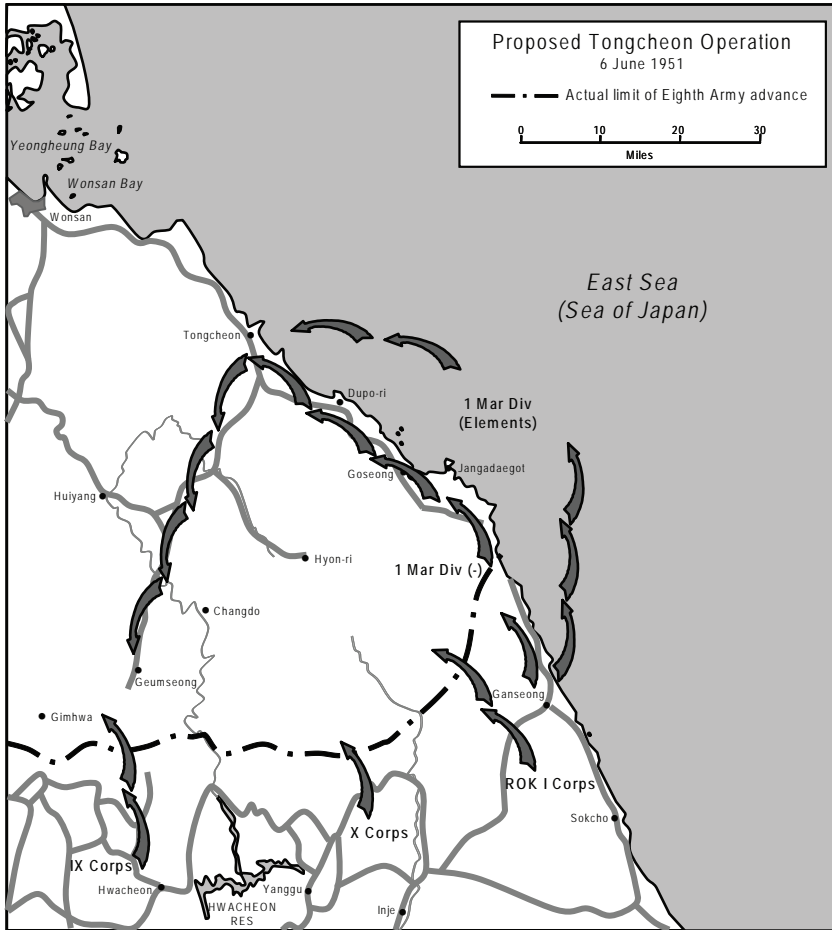 Proposed Tongcheon Operation
6 June 1951
Actual limit of Eighth Army advance
0 10 20 30
Miles
Yeongheung Bay
Wonsan Bay
Wonsan
East Sea
(Sea of Japan)
Tongcheon
Dupo-ri
1 Mar Div
(Elements)
Jangadaegot
Goseong
Huiyang
Hyon-ri
1 Mar Div (-)
Changdo
Geumseong
Ganseong
Gimhwa
ROK I Corps
Sokcho
X Corps
IX Corps
Hwacheon
Yanggu
HWACHEON
RES
Inje